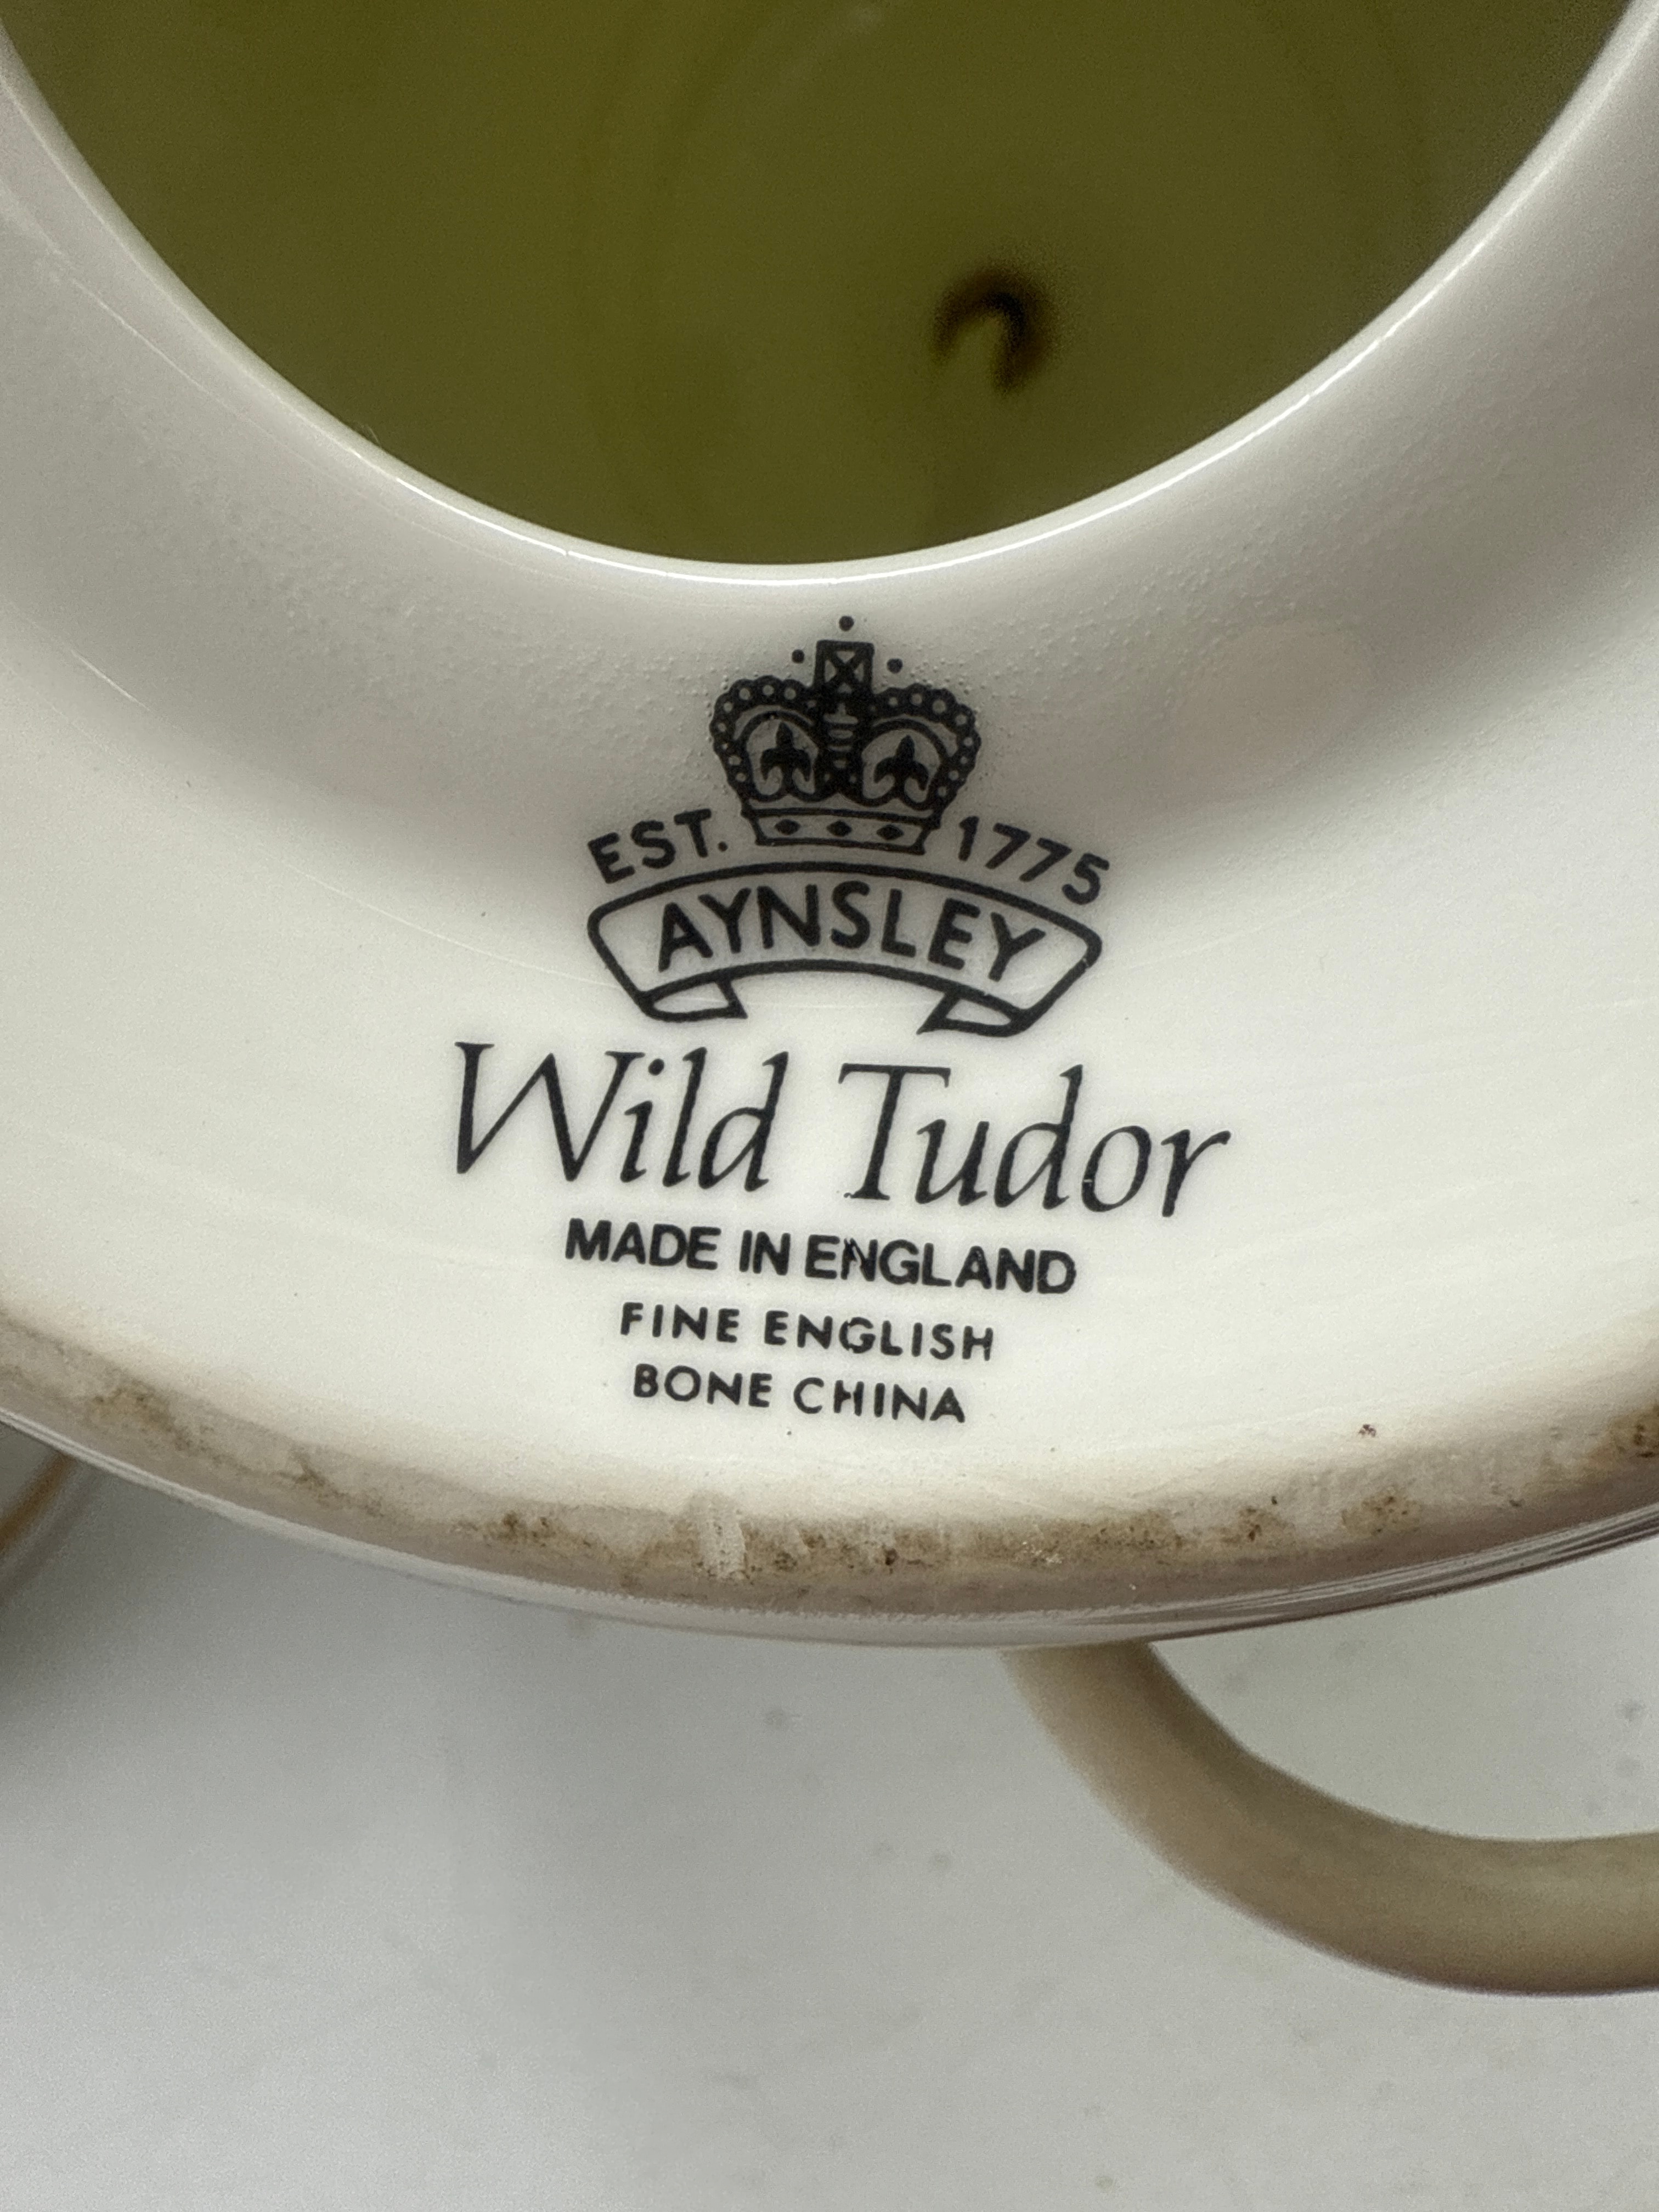 EST. 1775
AYNSLEY
Wild Tudor
MADE IN ENGLAND
FINE ENGLISH
BONE CHINA